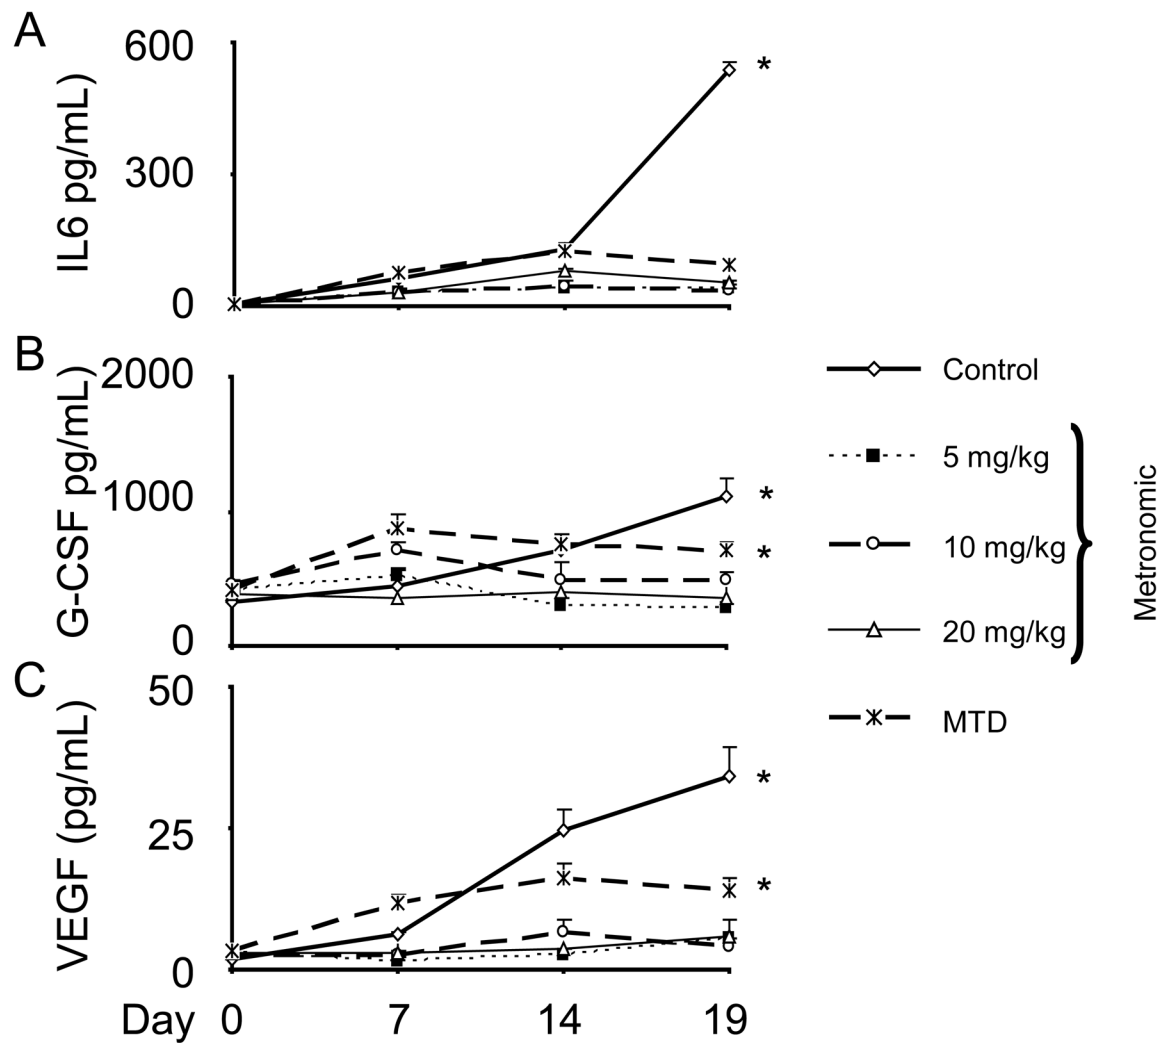 A
IL6 pg/mL)
600
300
0
*
B
G-CSF pg/mL)
2000
1000
0
*
*
Control
5 mg/kg
10 mg/kg
20 mg/kg
MTD
Metronomic
C
VEGF (pg/mL)
50
25
0
*
*
Day 0 7 14 19